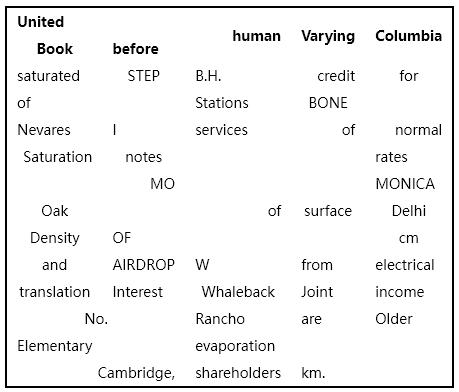 United
Book before human Varying Columbia
saturated STEP B.H. credit for
of Stations BONE
Nevares I services of normal
Saturation notes rates
MO MONICA
Oak of surface Delhi
Density OF cm
and AIRDROP W from electrical
translation Interest Whaleback Joint income
No. Rancho are Older
Elementary evaporation
Cambridge, shareholders km.